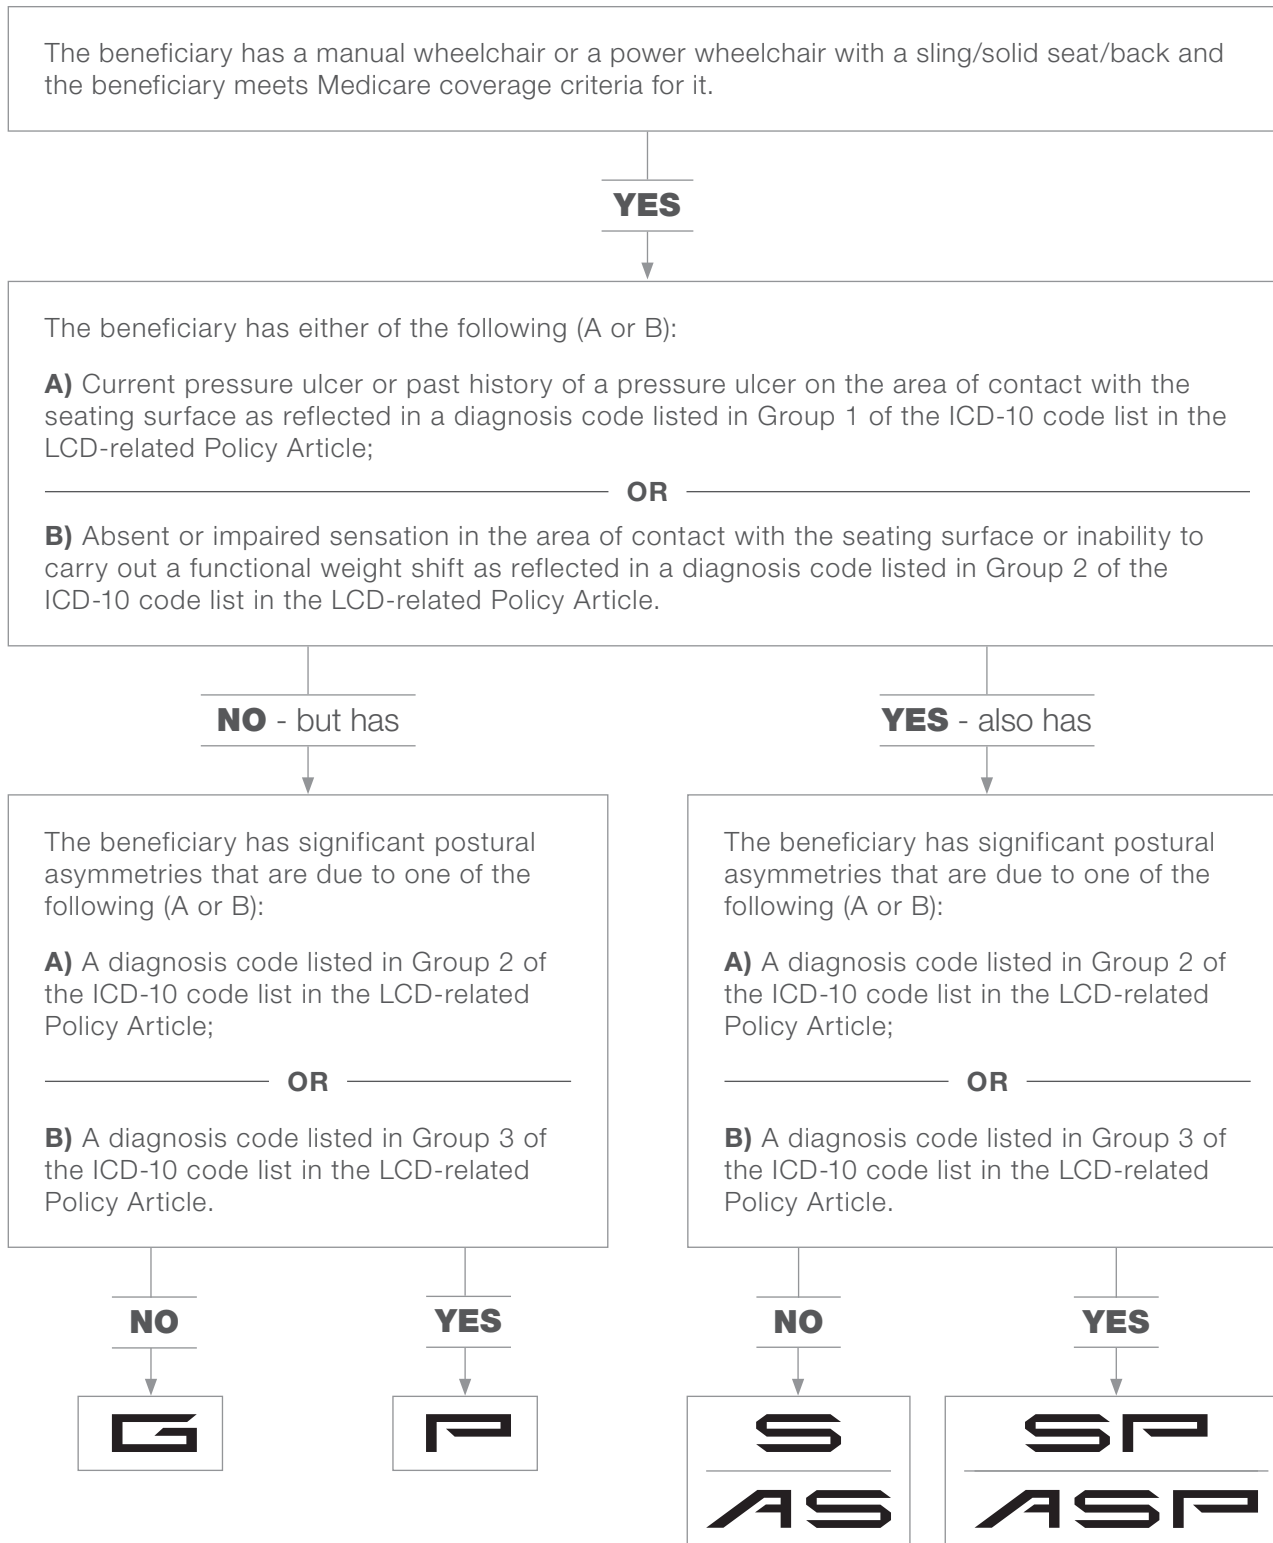 The beneficiary has a manual wheelchair or a power wheelchair with a sling/solid seat/back and
the beneficiary meets Medicare coverage criteria for it.
YES
The beneficiary has either of the following (A or B):
A) Current pressure ulcer or past history of a pressure ulcer on the area of contact with the
seating surface as reflected in a diagnosis code listed in Group 1 of the ICD-10 code list in the
LCD-related Policy Article;
OR
B) Absent or impaired sensation in the area of contact with the seating surface or inability to
carry out a functional weight shift as reflected in a diagnosis code listed in Group 2 of the
ICD-10 code list in the LCD-related Policy Article.
NO - but has
The beneficiary has significant postural
asymmetries that are due to one of the
following (A or B):
A) A diagnosis code listed in Group 2 of
the ICD-10 code list in the LCD-related
Policy Article;
OR
B) A diagnosis code listed in Group 3 of
the ICD-10 code list in the LCD-related
Policy Article.
NO
G
YES
P
YES - also has
The beneficiary has significant postural
asymmetries that are due to one of the
following (A or B):
A) A diagnosis code listed in Group 2 of
the ICD-10 code list in the LCD-related
Policy Article;
OR
B) A diagnosis code listed in Group 3 of
the ICD-10 code list in the LCD-related
Policy Article.
NO
S
AS
YES
SP
ASP